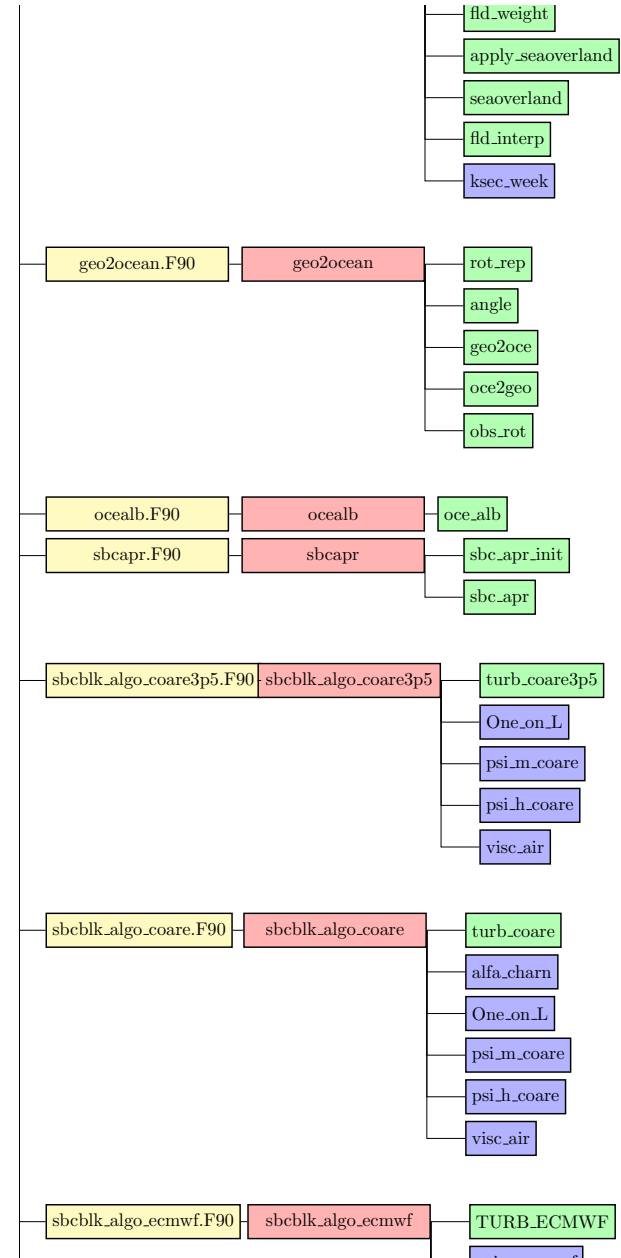 fld_weight
apply_seaoverland
seaoverland
fld_interp
ksec_week
geo2ocean.F90 geo2ocean rot_rep
angle
geo2oce
oce2geo
obs_rot
ocealb.F90 ocealb oce_alb
sbcapr.F90 sbcapr sbc_apr_init
sbc_apr
sbcblk_algo_coare3p5.F90 sbcblk_algo_coare3p5 turb_coare3p5
One_on_L
psi_m_coare
psi_h_coare
visc_air
sbcblk_algo_coare.F90 sbcblk_algo_coare turb_coare
alfa_charn
One_on_L
psi_m_coare
psi_h_coare
visc_air
sbcblk_algo_ecmwf.F90 sbcblk_algo_ecmwf TURB_ECMWF